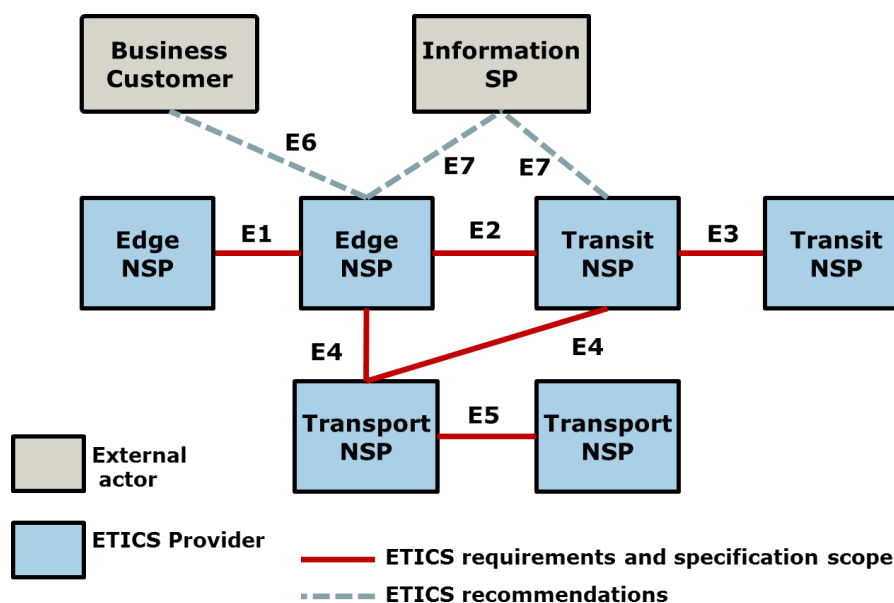 Business
Customer
Information
SP
E6
E7
E7
Edge
NSP
E1
Edge
NSP
E2
Transit
NSP
E3
Transit
NSP
E4
E4
Transport
NSP
E5
Transport
NSP
External
actor
ETICS Provider
ETICS requirements and specification scope
ETICS recommendations